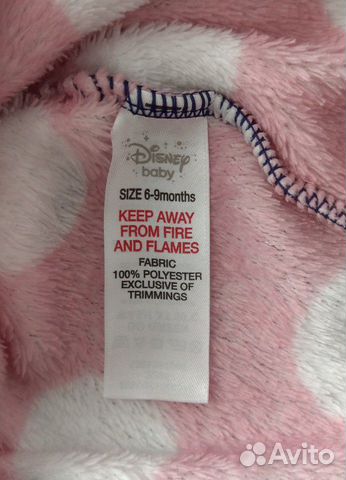 Disney
baby
SIZE 6-9months
KEEP AWAY
FROM FIRE
AND FLAMES
FABRIC
100% POLYESTER
EXCLUSIVE OF
TRIMMINGS
Avito